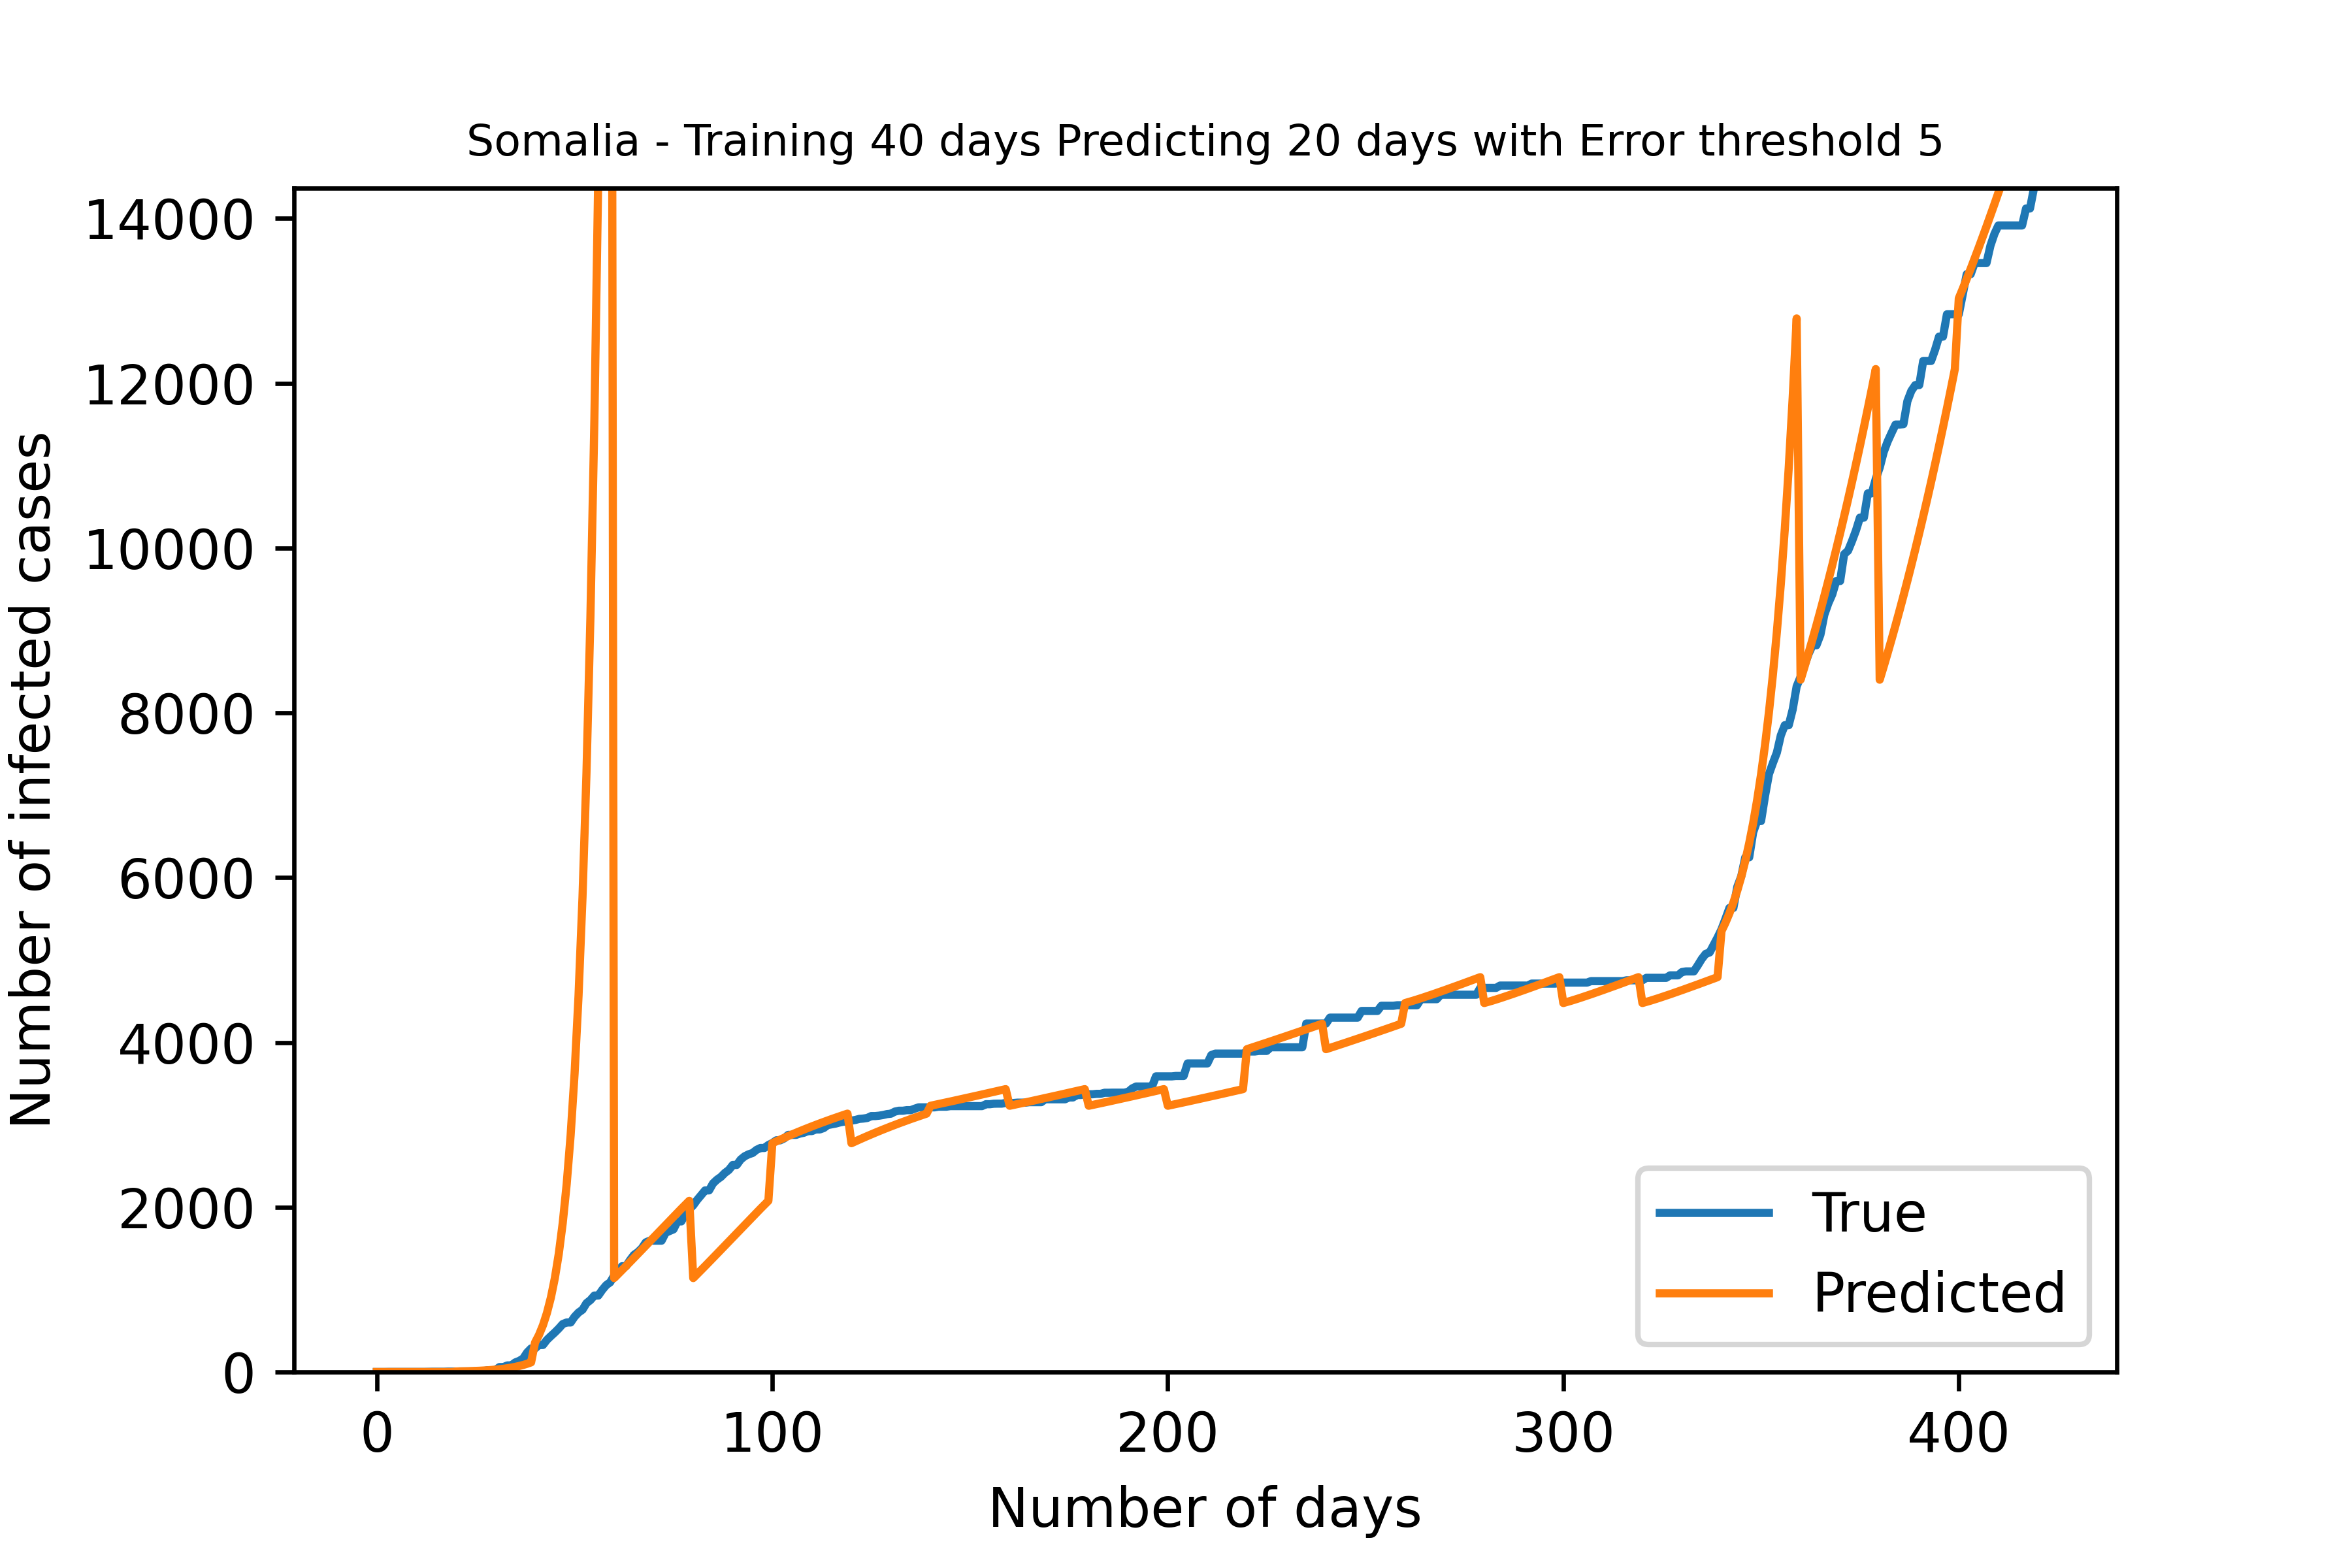 Somalia - Training 40 days Predicting 20 days with Error threshold 5
14000
12000
10000
8000
6000
4000
2000
0
Number of infected cases
True
Predicted
0 100 200 300 400
Number of days